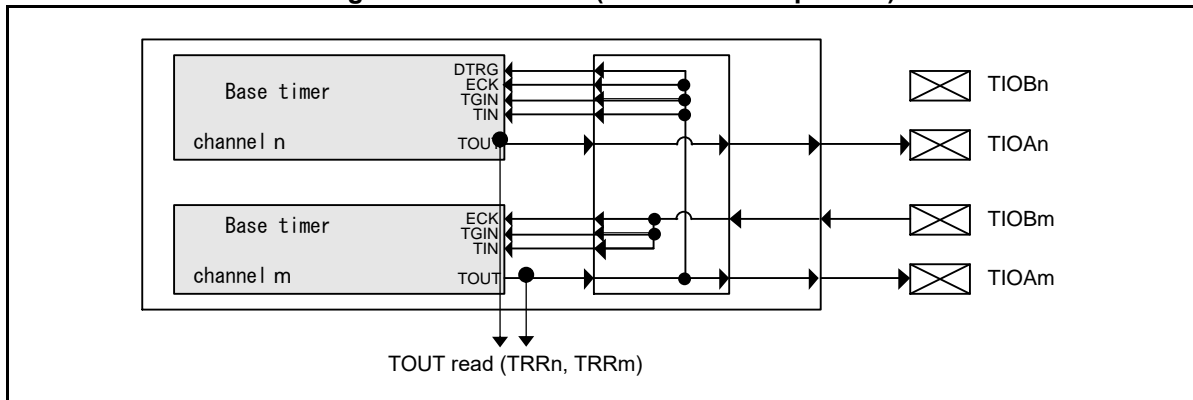 DTRG
ECK
TGIN
TIN
Base timer
channel n
TOUT
TIOBn
TIOAn
ECK
TGIN
TIN
Base timer
channel m
TOUT
TIOBm
TIOAm
TOUT read (TRRn, TRRm)